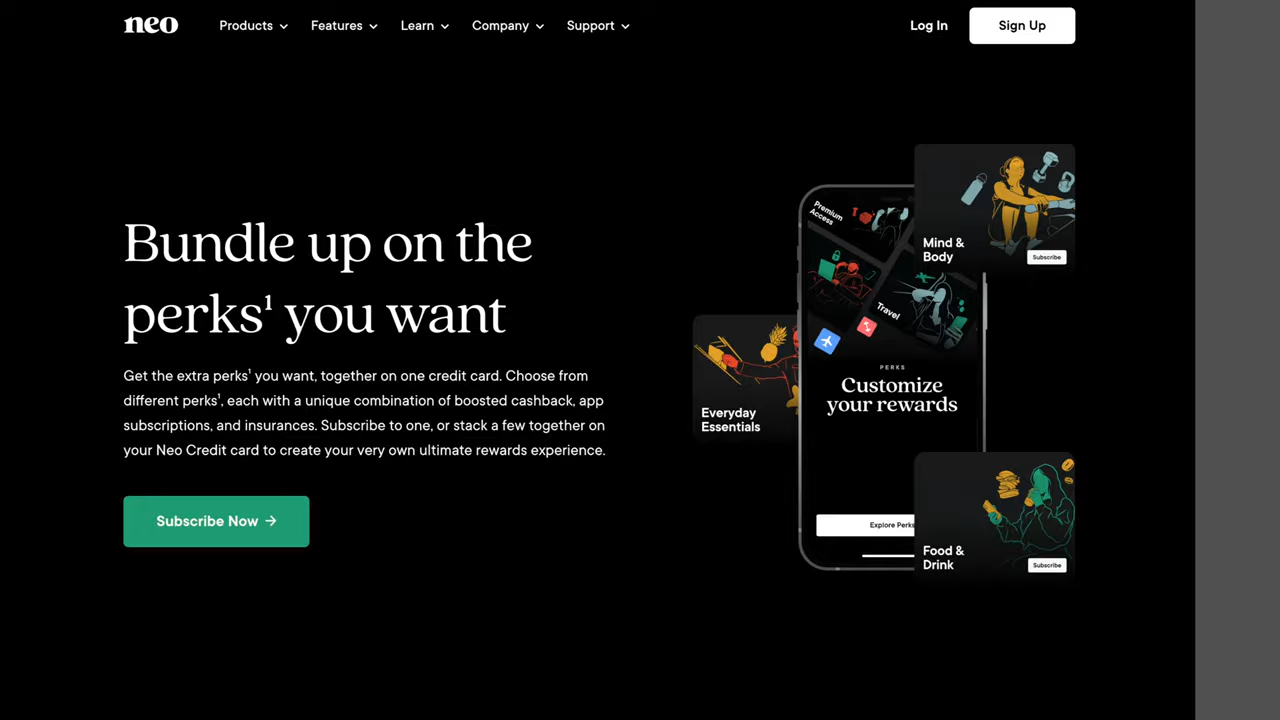 neo
Products
Features
Learn
Company
Support
Log In
Sign Up
Bundle up on the
perks¹ you want
Get the extra perks¹ you want, together on one credit card. Choose from
different perks¹, each with a unique combination of boosted cashback, app
subscriptions, and insurances. Subscribe to one, or stack a few together on
your Neo Credit card to create your very own ultimate rewards experience.
Subscribe Now →
Premium
Access
Travel
Mind &
Body
Subscribe
Everyday
Essentials
PERKS
Customize
your rewards
Explore Perks
Food &
Drink
Subscribe